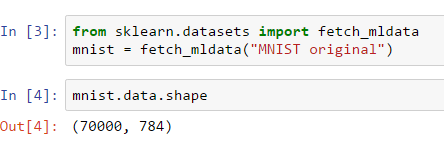 In [3]: from sklearn.datasets import fetch_mldata
mnist = fetch_mldata("MNIST original")
In [4]: mnist.data.shape
Out[4]: (70000, 784)